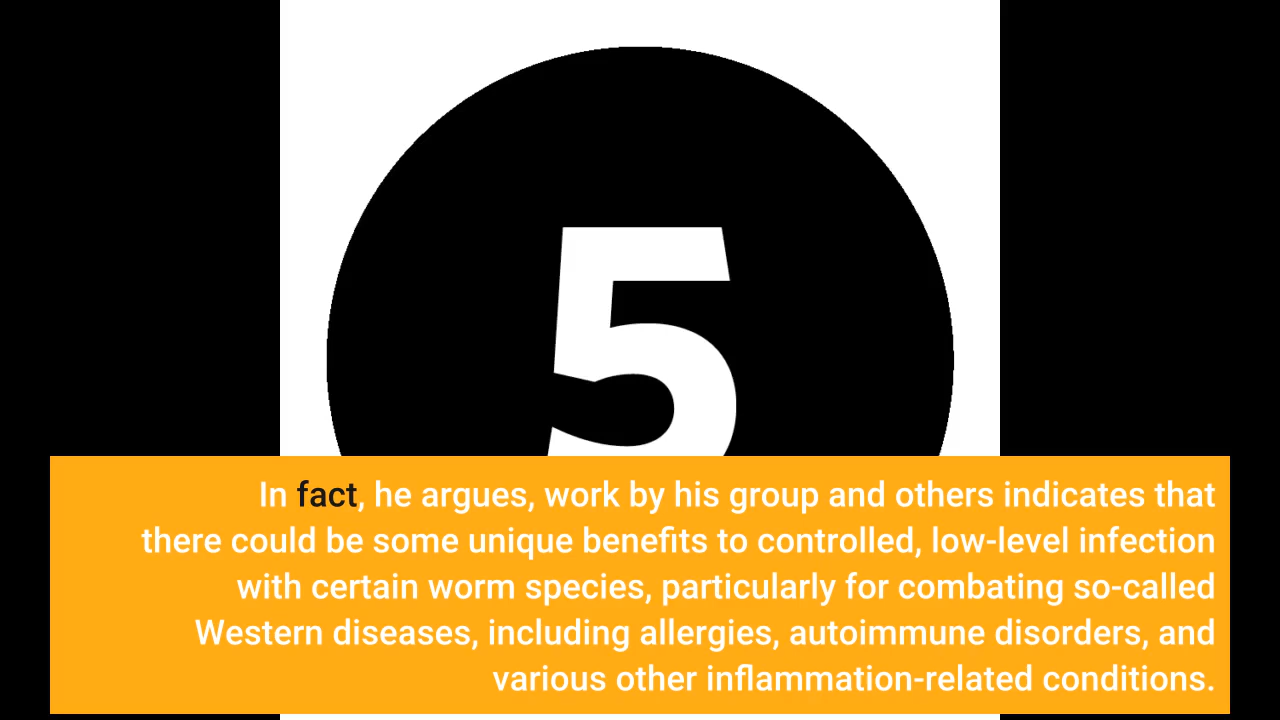 5
In fact, he argues, work by his group and others indicates that
there could be some unique benefits to controlled, low-level infection
with certain worm species, particularly for combating so-called
Western diseases, including allergies, autoimmune disorders, and
various other inflammation-related conditions.